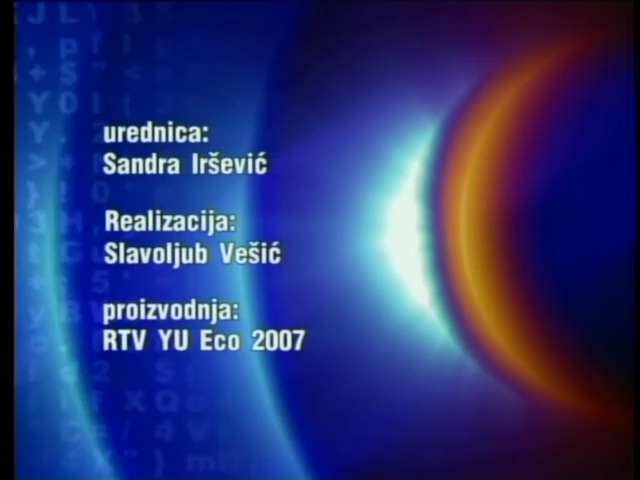 urednica:
Sandra Iršević
Realizacija:
Slavoljub Vešić
proizvodnja:
RTV YU Eco 2007